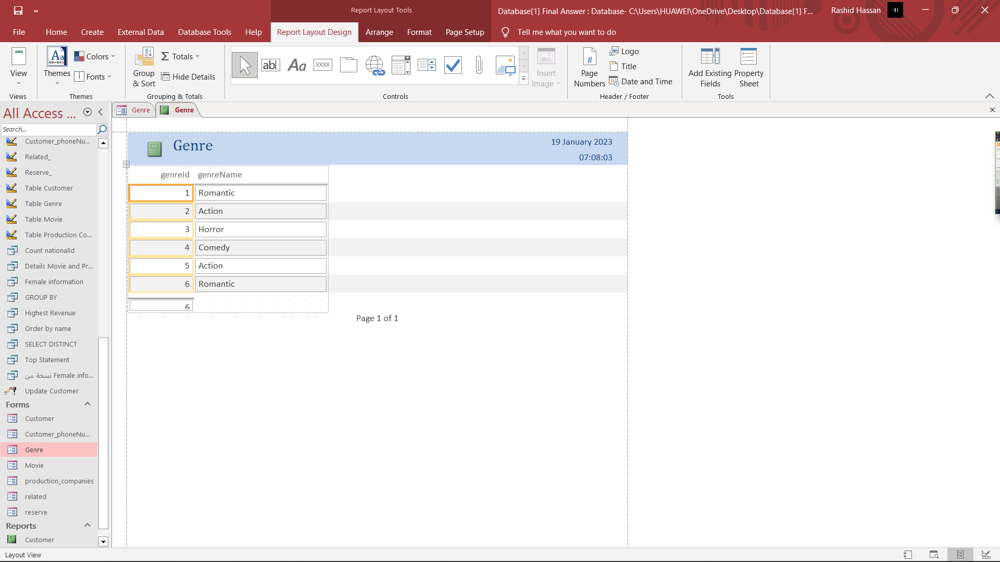 Report Layout Tools
Database[1] Final Answer : Database- C:\Users\HUAWEI\OneDrive\Desktop\Database[1] F...
Rashid Hassan
File
Home
Create
External Data
Database Tools
Help
Report Layout Design
Arrange
Format
Page Setup
Tell me what you want to do
View
Views
Themes
Colors
Fonts
Themes
Group & Sort
Totals
Hide Details
Grouping & Totals
Controls
Insert Image
Page Numbers
Logo
Title
Date and Time
Header / Footer
Add Existing Fields
Property Sheet
Tools
All Access ...
Search...
Customer_phoneNu...
Related_
Reserve_
Table Customer
Table Genre
Table Movie
Table Production Co...
Count nationalId
Details Movie and Pr...
Female information
GROUP BY
Highest Revenue
Order by name
SELECT DISTINCT
Top Statement
نسخة من Female info...
Update Customer
Forms
Customer
Customer_phoneNu...
Genre
Movie
production_companies
related
reserve
Reports
Customer
Genre
Genre
Genre
19 January 2023
07:08:03
genreId genreName
1 Romantic
2 Action
3 Horror
4 Comedy
5 Action
6 Romantic
6
Page 1 of 1
Layout View